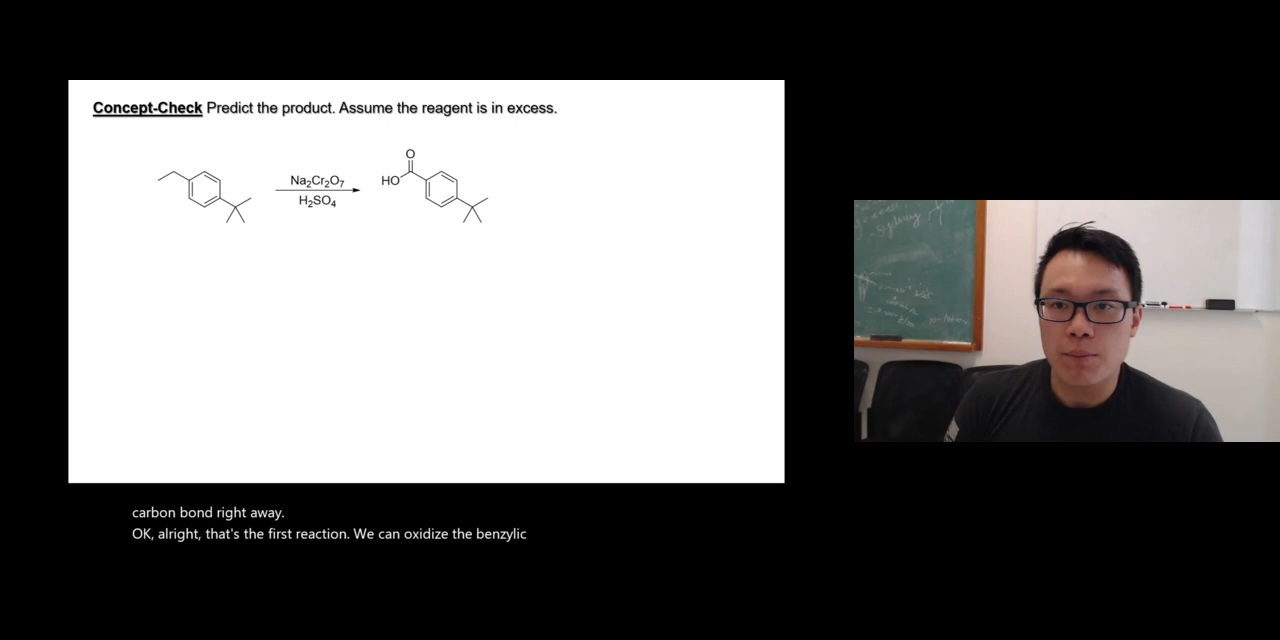 Concept-Check Predict the product. Assume the reagent is in excess.
O
Na2Cr2O7
HO
H2SO4
carbon bond right away.
OK, alright, that's the first reaction. We can oxidize the benzylic